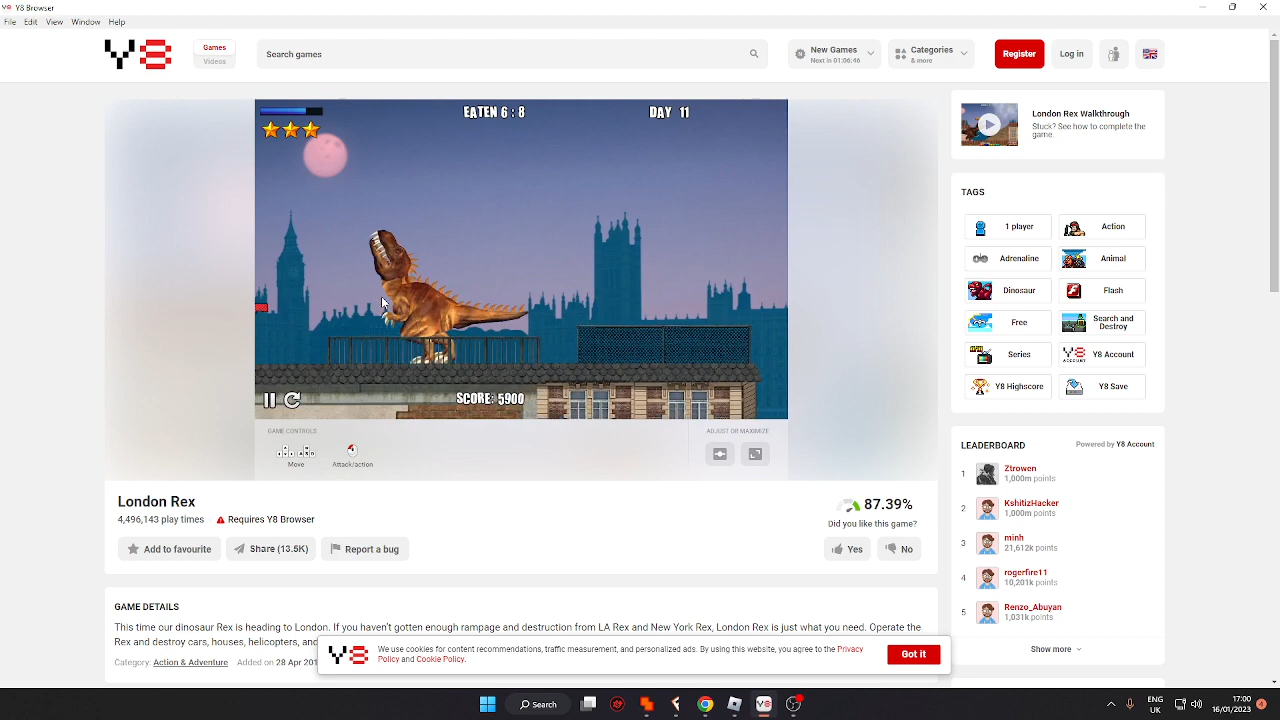 Y8 Browser
File Edit View Window Help
Games
Videos
Search games
New Games
Next in 01:06:46
Categories
& more
Register
Log in
EATEN 6 : 8
DAY 11
SCORE: 5900
GAME CONTROLS
Move
Attack/action
ADJUST OR MAXIMIZE
London Rex
4,496,143 play times
Requires Y8 Browser
87.39%
Did you like this game?
Add to favourite
Share (13.5K)
Report a bug
Yes
No
GAME DETAILS
This time our dinosaur Rex is heading to London. If you haven't gotten enough rampage and destruction from LA Rex and New York Rex, London Rex is just what you need. Operate the
Rex and destroy cars, houses, helicopters, and
Category: Action & Adventure Added on 28 Apr 201
We use cookies for content recommendations, traffic measurement, and personalized ads. By using this website, you agree to the Privacy
Policy and Cookie Policy.
Got it
London Rex Walkthrough
Stuck? See how to complete the
game.
TAGS
1 player
Action
Adrenaline
Animal
Dinosaur
Flash
Free
Search and
Destroy
Series
Y8 Account
Y8 Highscore
Y8 Save
LEADERBOARD
Powered by Y8 Account
1
Ztrowen
1,000m points
2
KshitizHacker
1,000m points
3
minh
21,612k points
4
rogerfire11
10,201k points
5
Renzo_Abuyan
1,031k points
Show more
Search
ENG
UK
17:00
16/01/2023
4